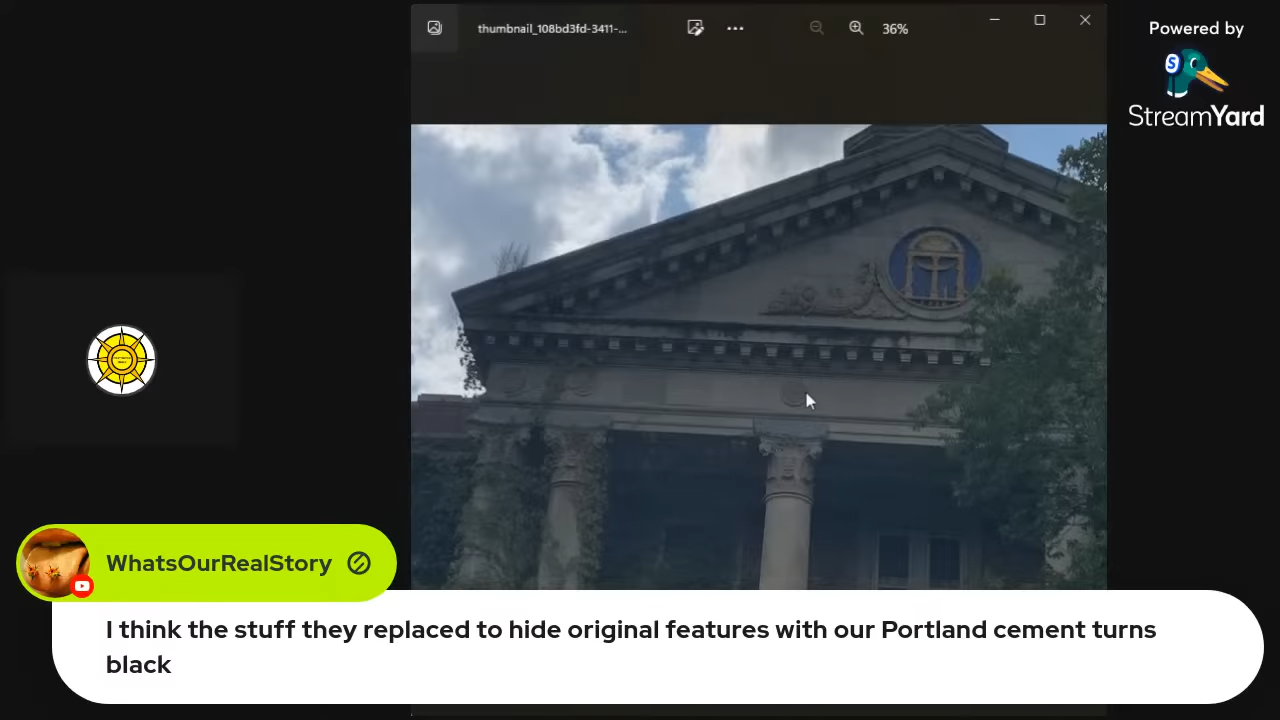 thumbnail_108bd3fd-3411-...
36%
Powered by
StreamYard
WhatsOurRealStory
I think the stuff they replaced to hide original features with our Portland cement turns
black